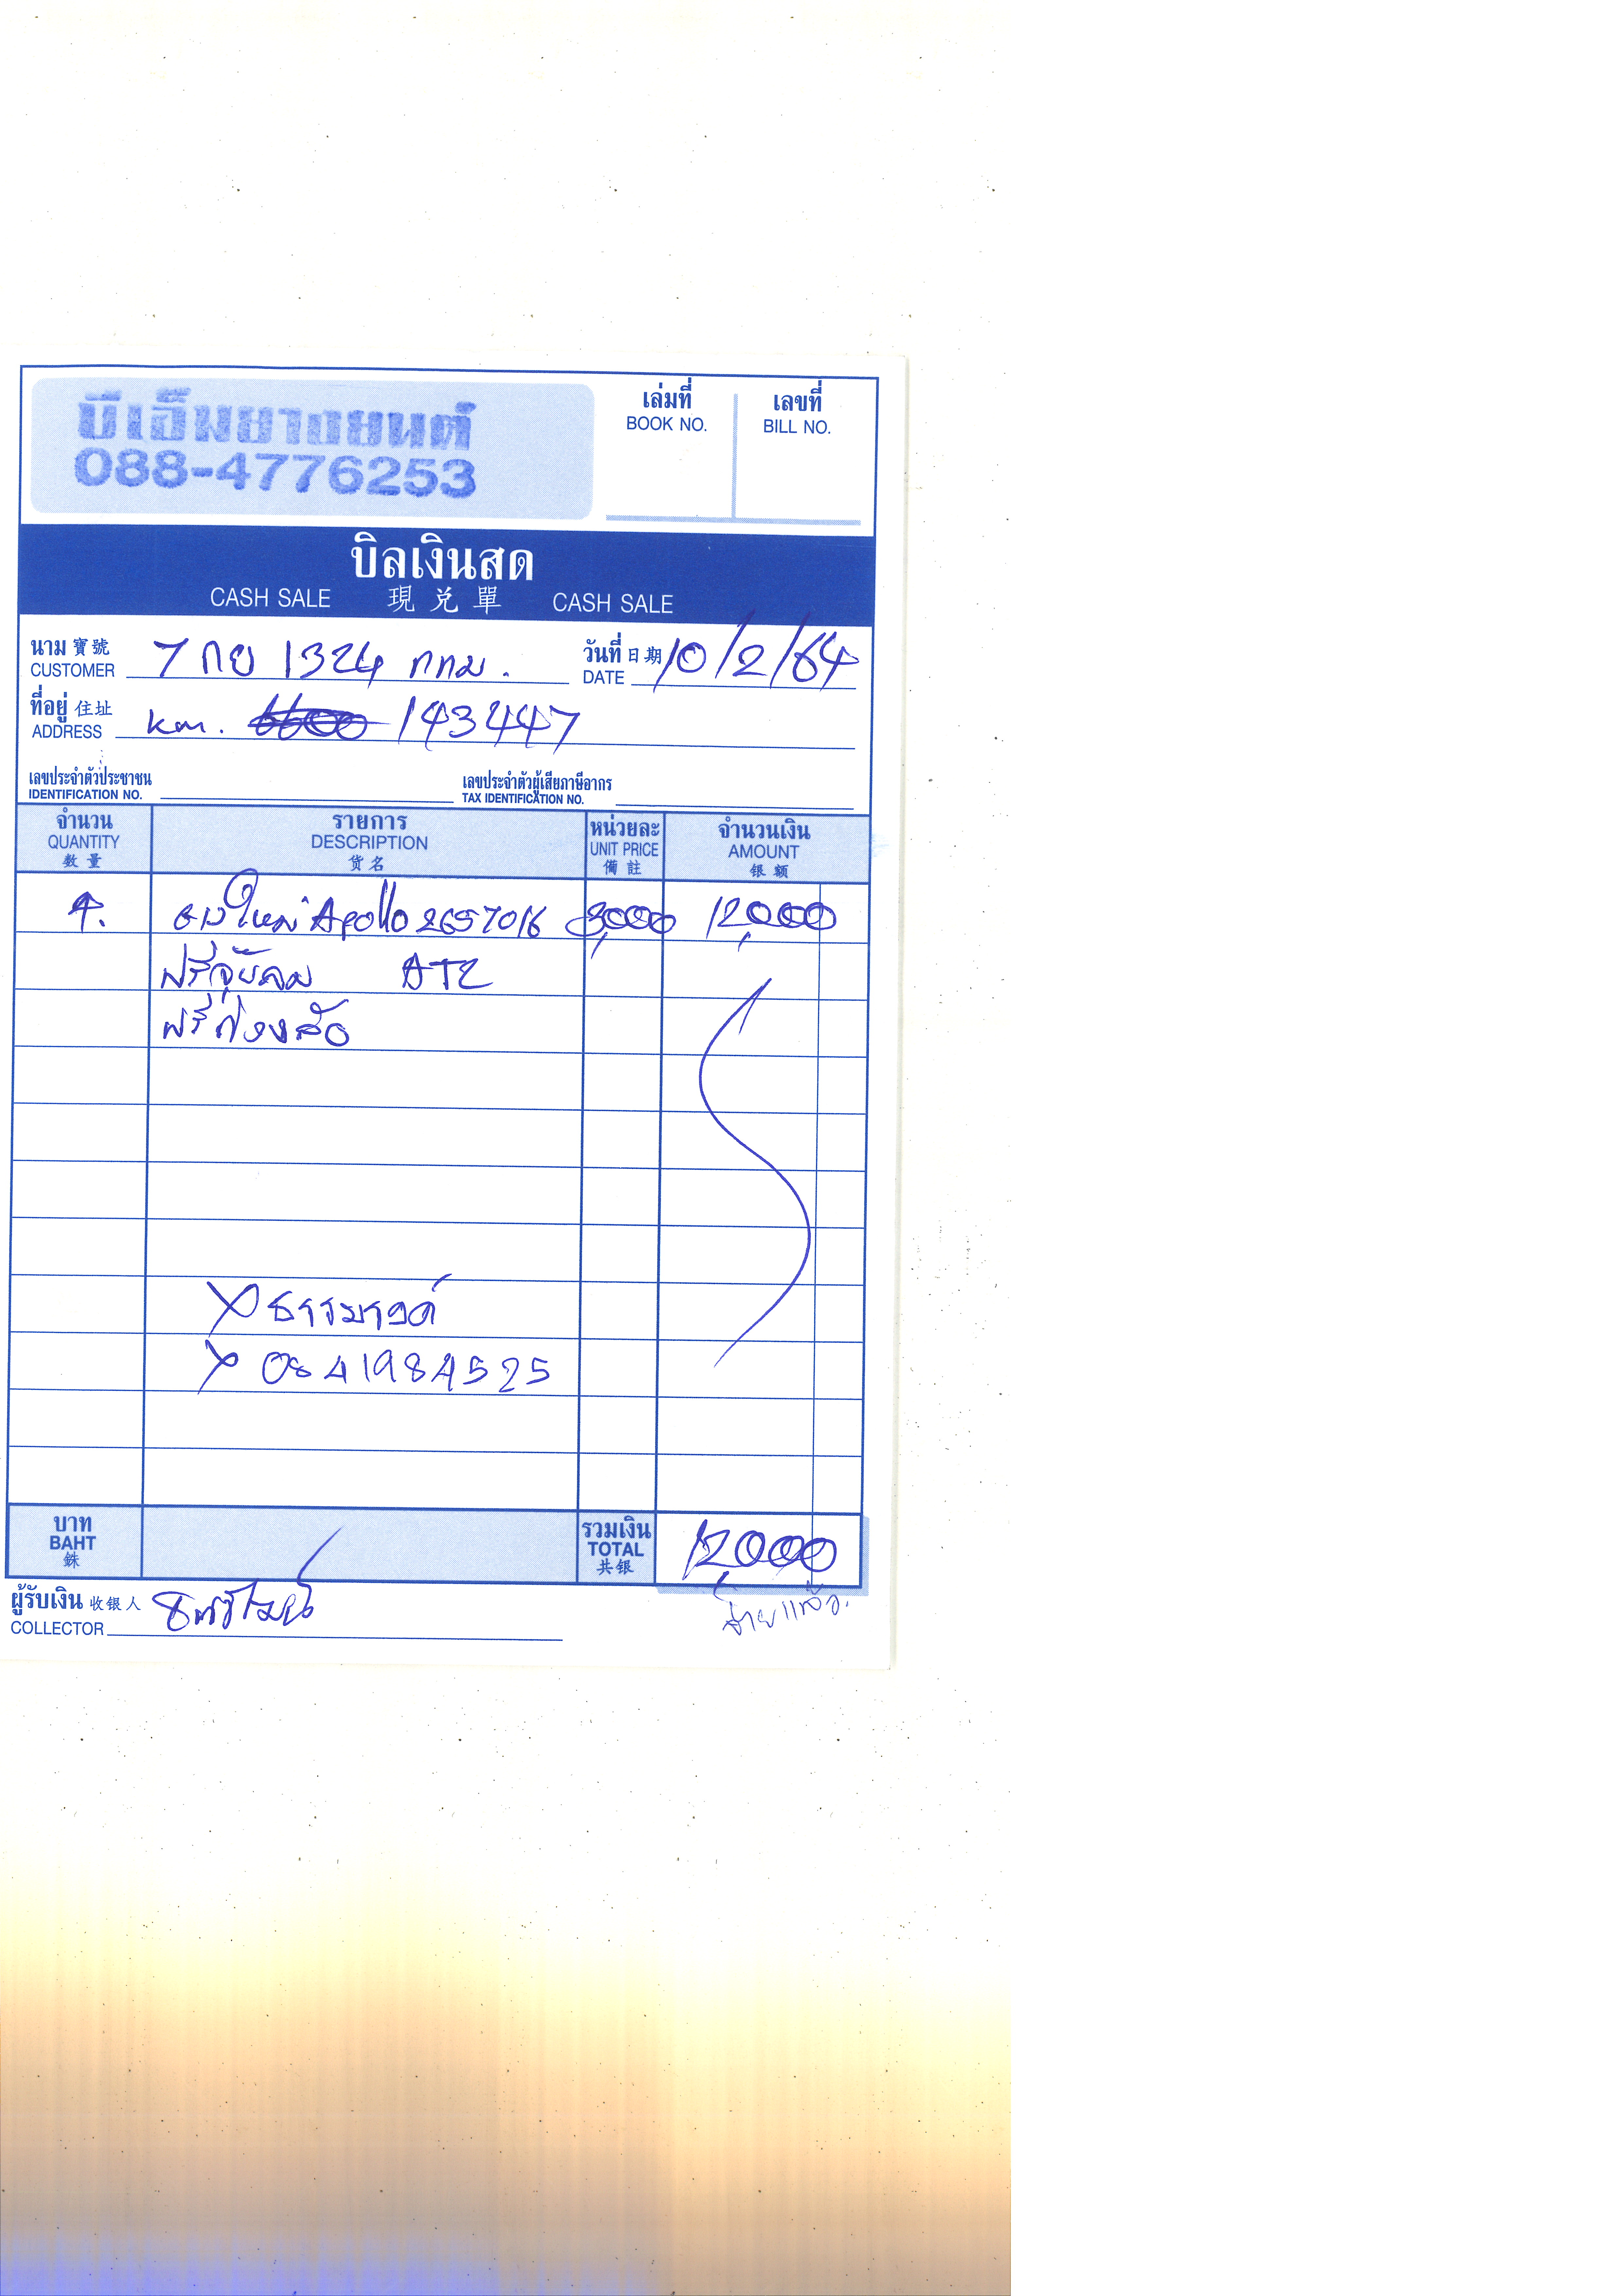 บีเอ็มยางยนต์
088-4776253
เล่มที่
BOOK NO.
เลขที่
BILL NO.
บิลเงินสด
CASH SALE 現兑單 CASH SALE
นาม 寶號
CUSTOMER 7 กย 1324 กทม.
วันที่ 日期
DATE 10/2/64
ที่อยู่ 住址
ADDRESS km. 143447
เลขประจำตัวประชาชน
IDENTIFICATION NO.
เลขประจำตัวผู้เสียภาษีอากร
TAX IDENTIFICATION NO.
จำนวน
QUANTITY
数量
รายการ
DESCRIPTION
货名
หน่วยละ
UNIT PRICE
備註
จำนวนเงิน
AMOUNT
银额
4. ยางใหม่ Apollo 2657016 3,000 12,000
ฟรีจุ๊บลม ATZ
ฟรีถ่วงล้อ
0841984525
บาท
BAHT
銖
รวมเงิน
TOTAL
共银
12,000
ผู้รับเงิน 收银人
COLLECTOR
จ่ายแล้ว.